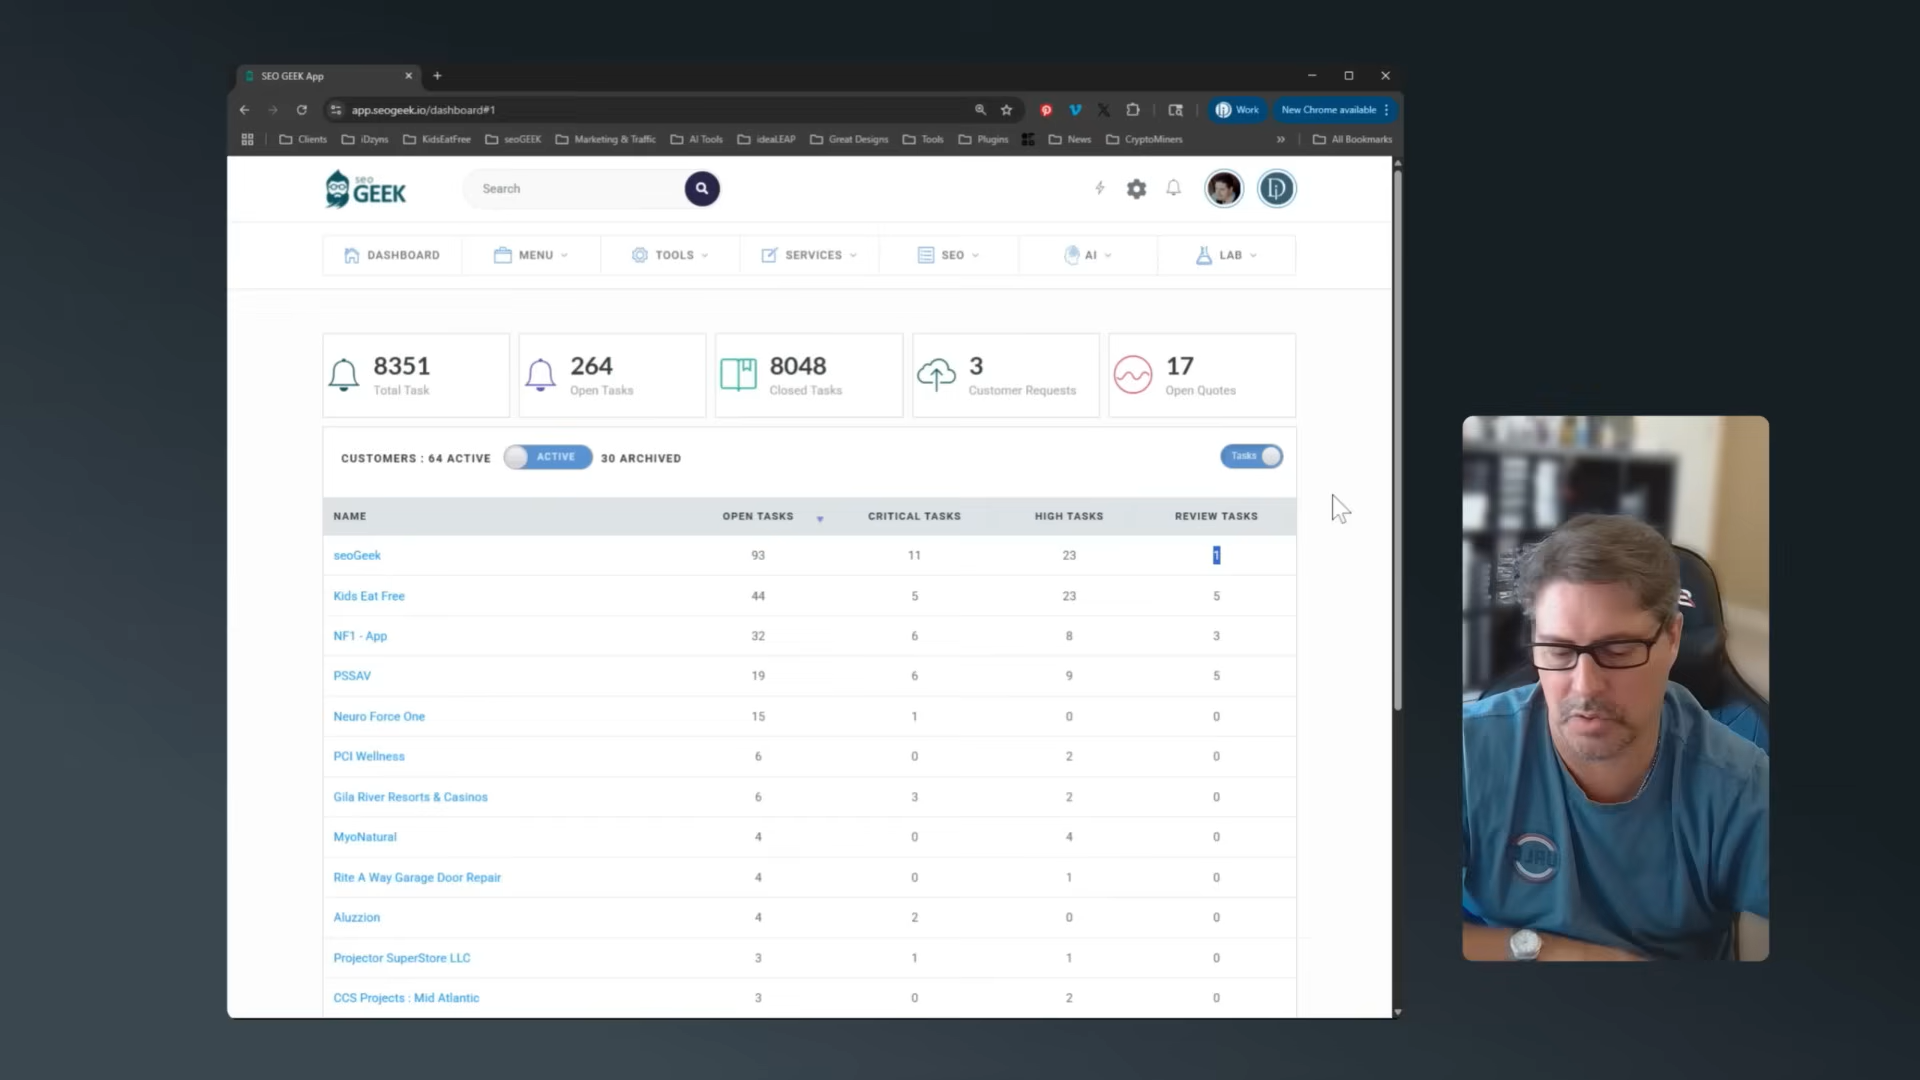 SEO GEEK App
app.seogeek.io/dashboard#1
Work
New Chrome available
Clients
iDzyns
KidsEatFree
seoGEEK
Marketing & Traffic
AI Tools
ideaLEAP
Great Designs
Tools
Plugins
News
CryptoMiners
All Bookmarks
seo
GEEK
Search
DASHBOARD
MENU
TOOLS
SERVICES
SEO
AI
LAB
8351
Total Task
264
Open Tasks
8048
Closed Tasks
3
Customer Requests
17
Open Quotes
CUSTOMERS : 64 ACTIVE ACTIVE 30 ARCHIVED
Tasks
NAME OPEN TASKS CRITICAL TASKS HIGH TASKS REVIEW TASKS
seoGeek 93 11 23 1
Kids Eat Free 44 5 23 5
NF1 - App 32 6 8 3
PSSAV 19 6 9 5
Neuro Force One 15 1 0 0
PCI Wellness 6 0 2 0
Gila River Resorts & Casinos 6 3 2 0
MyoNatural 4 0 4 0
Rite A Way Garage Door Repair 4 0 1 0
Aluzzion 4 2 0 0
Projector SuperStore LLC 3 1 1 0
CCS Projects : Mid Atlantic 3 0 2 0